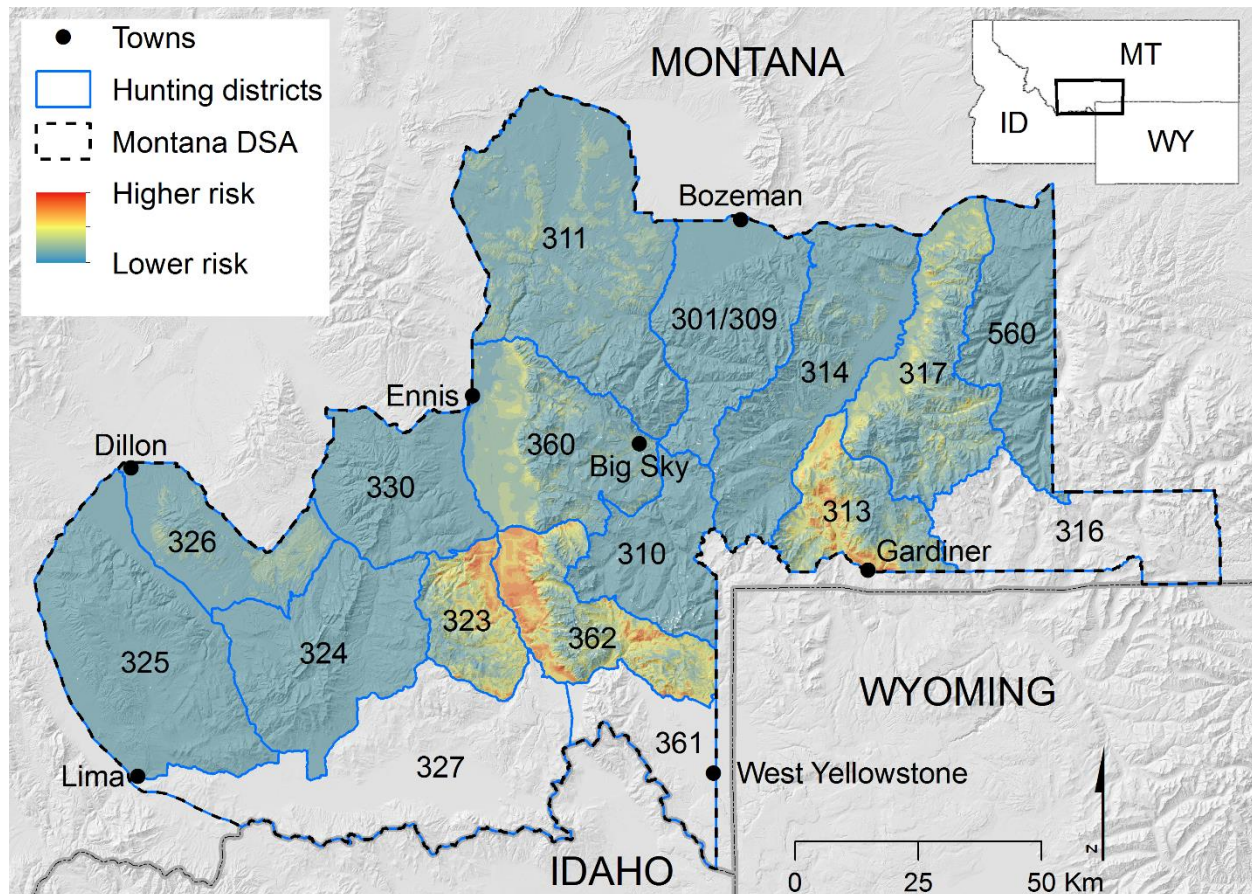 Towns
Hunting districts
Montana DSA
Higher risk
Lower risk
MONTANA
MT
ID
WY
Bozeman
311
301/309
314
317
560
Ennis
360
Big Sky
Dillon
330
326
313
310
316
Gardiner
323
362
325
324
WYOMING
327
361
Lima
West Yellowstone
IDAHO
0 25 50 Km
N